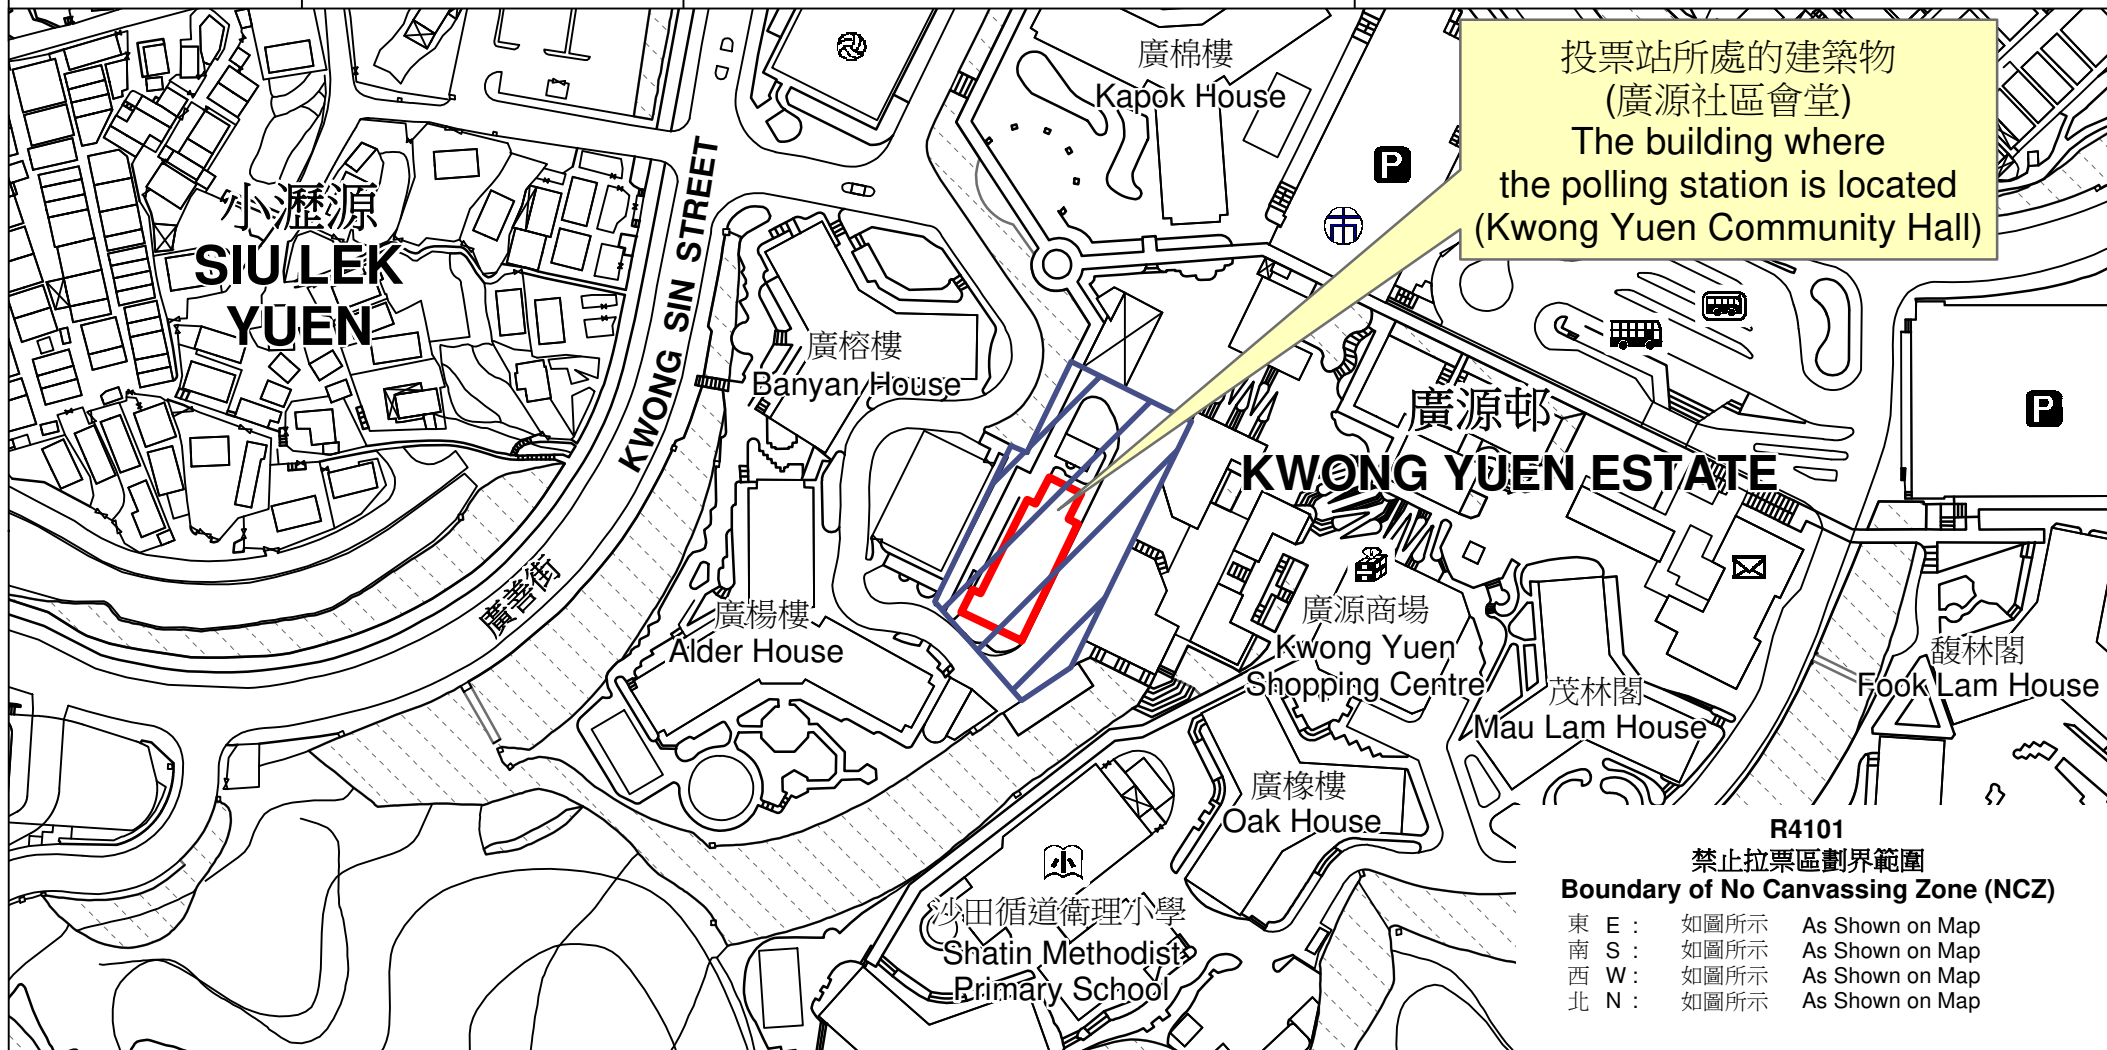 投票站所處的建築物
(廣源社區會堂)
The building where
the polling station is located
(Kwong Yuen Community Hall)
廣棉樓
Kapok House
P
小瀝源
SIU LEK
YUEN
KWONG SIN STREET
廣榕樓
Banyan House
廣源邨
KWONG YUEN ESTATE
P
廣善街
廣楊樓
Alder House
廣源商場
Kwong Yuen
Shopping Centre
茂林閣
Mau Lam House
馥林閣
Fook Lam House
廣橡樓
Oak House
小
沙田循道衛理小學
Shatin Methodist
Primary School
R4101
禁止拉票區劃界範圍
Boundary of No Canvassing Zone (NCZ)
東 E : 如圖所示 As Shown on Map
南 S : 如圖所示 As Shown on Map
西 W : 如圖所示 As Shown on Map
北 N : 如圖所示 As Shown on Map